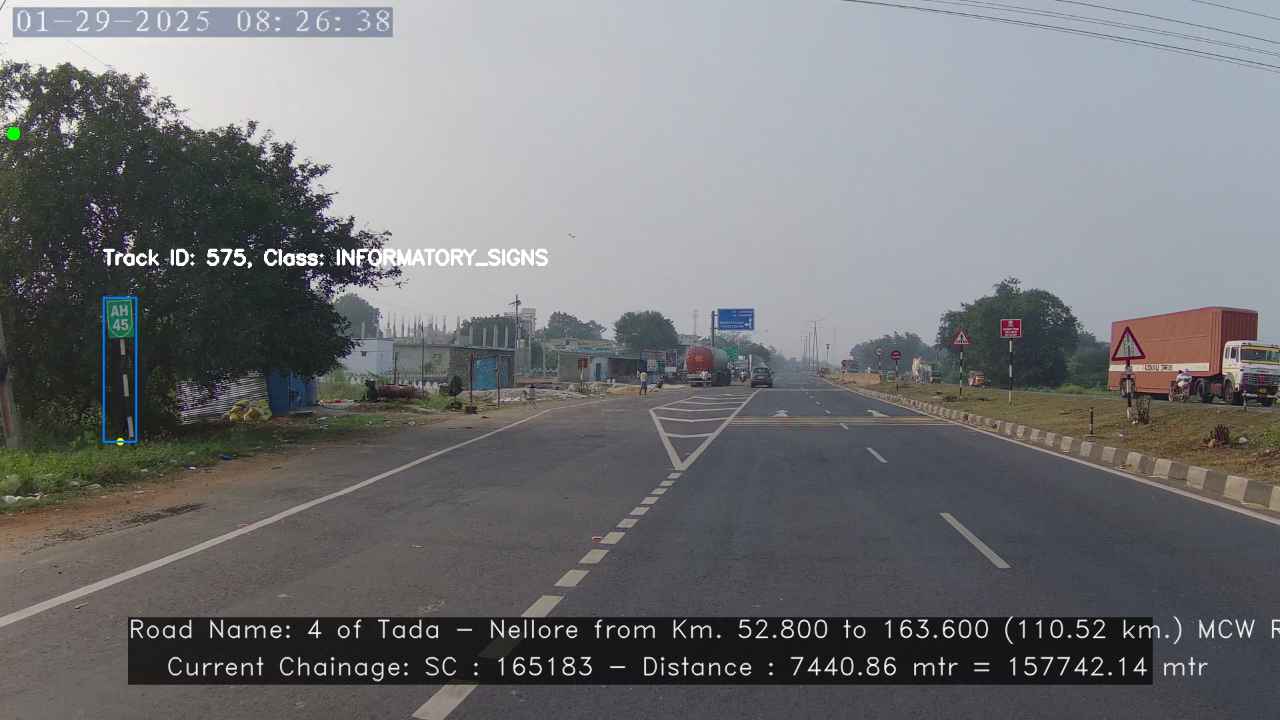 01-29-2025 08:26:38
Track ID: 575, Class: INFORMATORY_SIGNS
AH
45
Road Name: 4 of Tada - Nellore from Km. 52.800 to 163.600 (110.52 km.) MCW R
Current Chainage: SC : 165183 - Distance : 7440.86 mtr = 157742.14 mtr